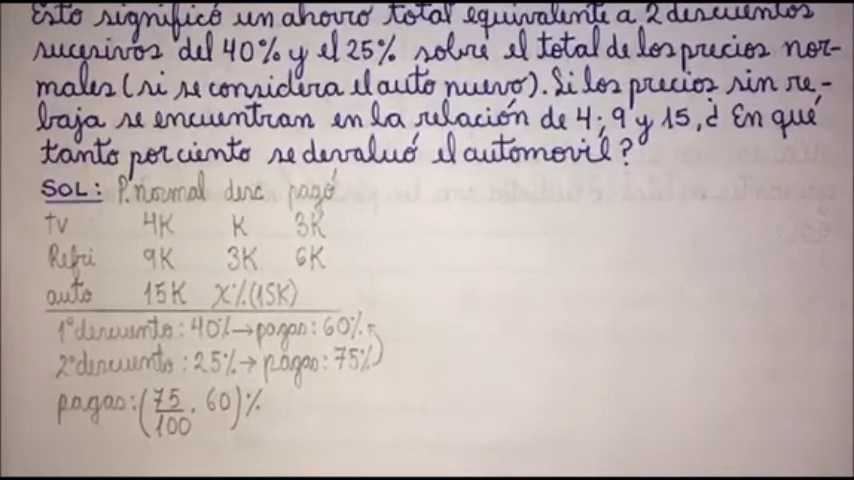 Esto significó un ahorro total equivalente a 2 descuentos
sucesivos del 40% y el 25% sobre el total de los precios nor-
males (si se considera el auto nuevo). Si los precios sin re-
baja se encuentran en la relación de 4; 9 y 15, ¿ En qué
tanto por ciento se devaluó el automovil?
SOL: P. normal desc pagó
TV 4K K 3K
Refri 9K 3K 6K
auto 15K X%(15K)
1° descuento: 40% → pagas: 60%
2° descuento: 25% → pagas: 75%
pagas: (75/100 . 60)%